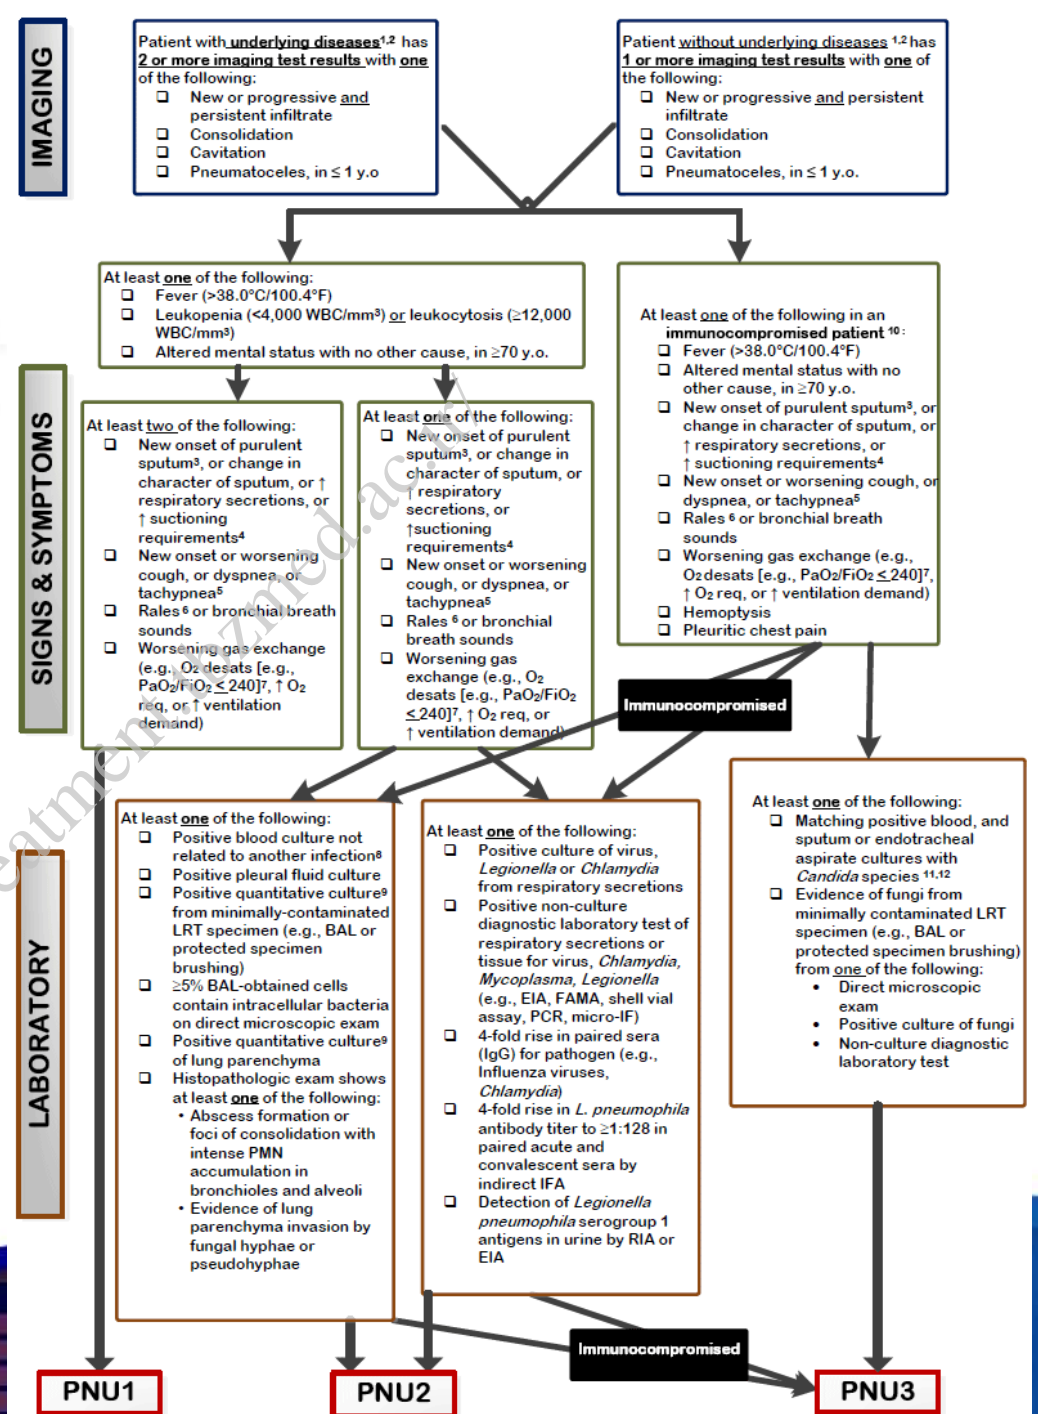 IMAGING
Patient with underlying diseases1,2 has
2 or more imaging test results with one
of the following:
❑ New or progressive and
persistent infiltrate
❑ Consolidation
❑ Cavitation
❑ Pneumatoceles, in ≤ 1 y.o
Patient without underlying diseases 1,2 has
1 or more imaging test results with one of
the following:
❑ New or progressive and persistent
infiltrate
❑ Consolidation
❑ Cavitation
❑ Pneumatoceles, in ≤ 1 y.o.
SIGNS & SYMPTOMS
At least one of the following:
❑ Fever (>38.0°C/100.4°F)
❑ Leukopenia (<4,000 WBC/mm³) or leukocytosis (≥12,000
WBC/mm³)
❑ Altered mental status with no other cause, in ≥70 y.o.
At least two of the following:
❑ New onset of purulent
sputum³, or change in
character of sputum, or ↑
respiratory secretions, or
↑ suctioning
requirements⁴
❑ New onset or worsening
cough, or dyspnea, or
tachypnea⁵
❑ Rales ⁶ or bronchial breath
sounds
❑ Worsening gas exchange
(e.g., O₂ desats [e.g.,
PaO₂/FiO₂ ≤ 240]⁷, ↑ O₂
req, or ↑ ventilation
demand)
At least one of the following:
❑ New onset of purulent
sputum³, or change in
character of sputum, or
↑ respiratory
secretions, or
↑suctioning
requirements⁴
❑ New onset or worsening
cough, or dyspnea, or
tachypnea⁵
❑ Rales ⁶ or bronchial
breath sounds
❑ Worsening gas
exchange (e.g., O₂
desats [e.g., PaO₂/FiO₂
≤ 240]⁷, ↑ O₂ req, or
↑ ventilation demand)
At least one of the following in an
immunocompromised patient ¹⁰:
❑ Fever (>38.0°C/100.4°F)
❑ Altered mental status with no
other cause, in ≥70 y.o.
❑ New onset of purulent sputum³, or
change in character of sputum, or
↑ respiratory secretions, or
↑ suctioning requirements⁴
❑ New onset or worsening cough, or
dyspnea, or tachypnea⁵
❑ Rales ⁶ or bronchial breath
sounds
❑ Worsening gas exchange (e.g.,
O₂ desats [e.g., PaO₂/FiO₂ ≤ 240]⁷,
↑ O₂ req, or ↑ ventilation demand)
❑ Hemoptysis
❑ Pleuritic chest pain
Immunocompromised
LABORATORY
At least one of the following:
❑ Positive blood culture not
related to another infection⁸
❑ Positive pleural fluid culture
❑ Positive quantitative culture⁹
from minimally-contaminated
LRT specimen (e.g., BAL or
protected specimen
brushing)
❑ ≥5% BAL-obtained cells
contain intracellular bacteria
on direct microscopic exam
❑ Positive quantitative culture⁹
of lung parenchyma
❑ Histopathologic exam shows
at least one of the following:
• Abscess formation or
foci of consolidation with
intense PMN
accumulation in
bronchioles and alveoli
• Evidence of lung
parenchyma invasion by
fungal hyphae or
pseudohyphae
At least one of the following:
❑ Positive culture of virus,
Legionella or Chlamydia
from respiratory secretions
❑ Positive non-culture
diagnostic laboratory test of
respiratory secretions or
tissue for virus, Chlamydia,
Mycoplasma, Legionella
(e.g., EIA, FAMA, shell vial
assay, PCR, micro-IF)
❑ 4-fold rise in paired sera
(IgG) for pathogen (e.g.,
Influenza viruses,
Chlamydia)
❑ 4-fold rise in L. pneumophila
antibody titer to ≥1:128 in
paired acute and
convalescent sera by
indirect IFA
❑ Detection of Legionella
pneumophila serogroup 1
antigens in urine by RIA or
EIA
At least one of the following:
❑ Matching positive blood, and
sputum or endotracheal
aspirate cultures with
Candida species ¹¹,¹²
❑ Evidence of fungi from
minimally contaminated LRT
specimen (e.g., BAL or
protected specimen brushing)
from one of the following:
• Direct microscopic
exam
• Positive culture of fungi
• Non-culture diagnostic
laboratory test
Immunocompromised
PNU1
PNU2
PNU3
eatment.tbzmed.ac.ir/